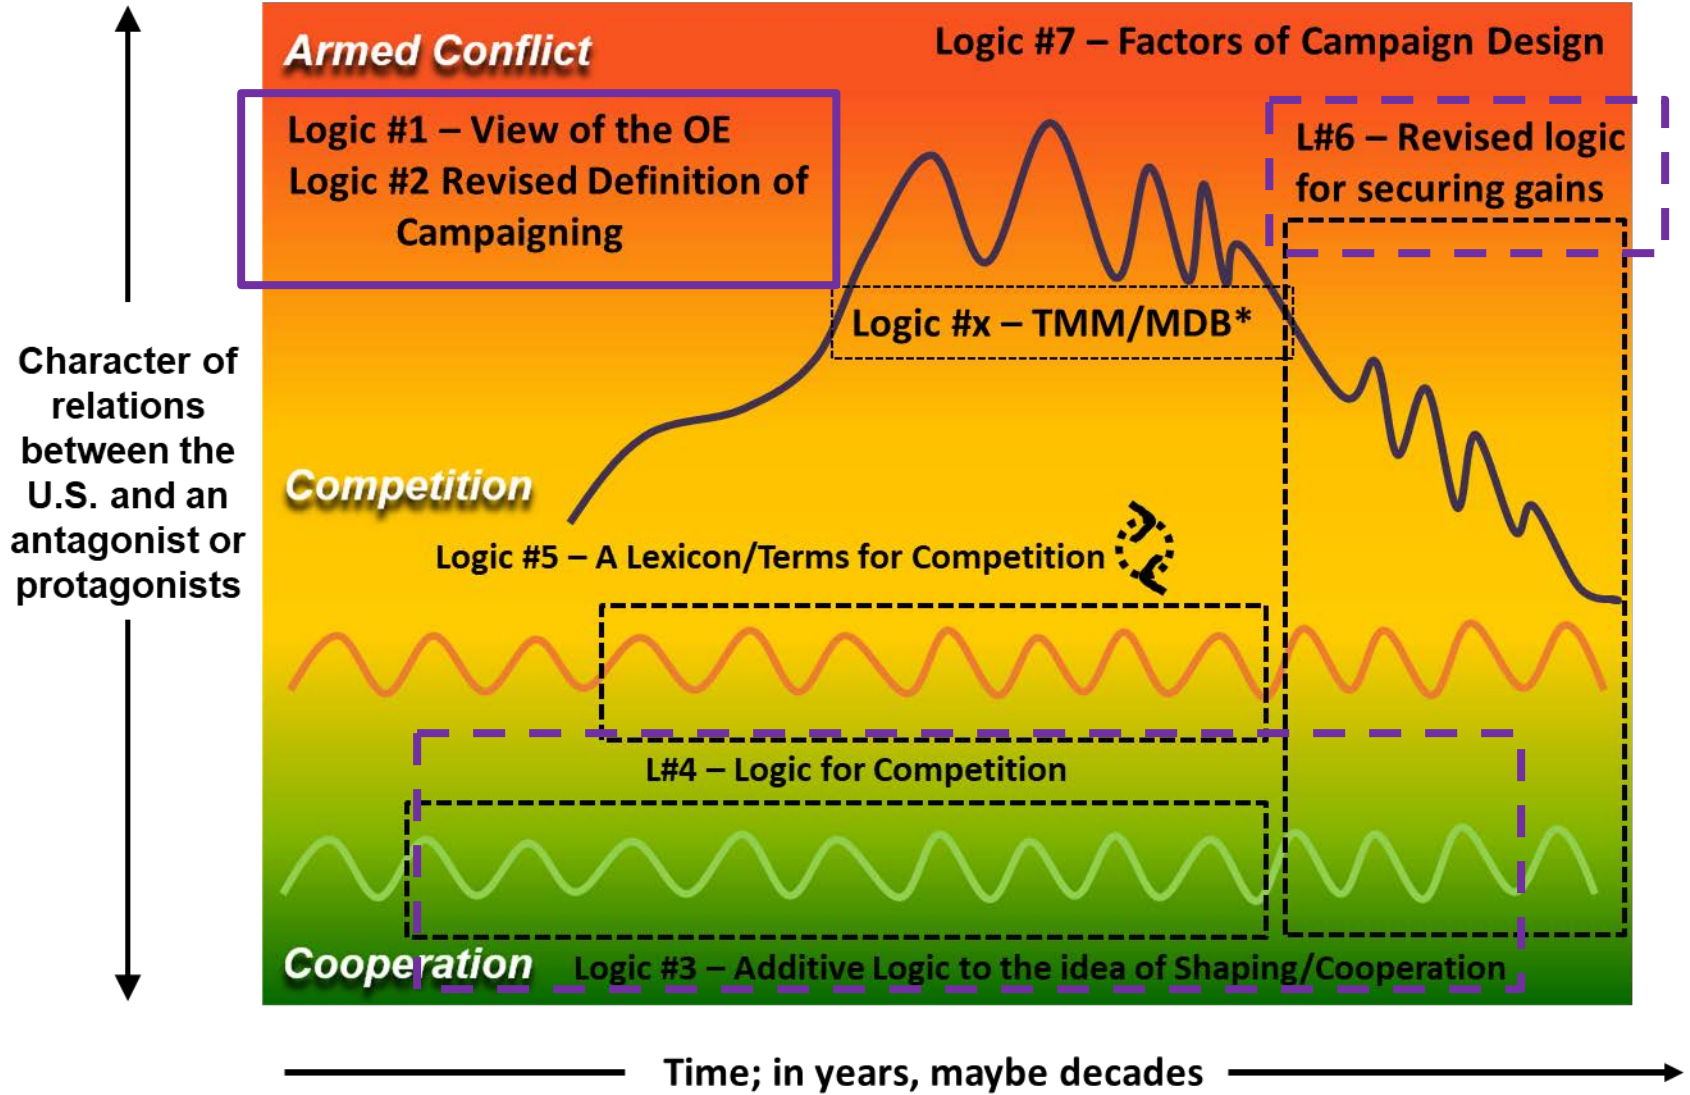 Armed Conflict
Logic #7 – Factors of Campaign Design
Logic #1 – View of the OE
Logic #2 Revised Definition of
Campaigning
L#6 – Revised logic
for securing gains
Logic #x – TMM/MDB*
Character of
relations
between the
U.S. and an
antagonist or
protagonists
Competition
Logic #5 – A Lexicon/Terms for Competition
L#4 – Logic for Competition
Cooperation
Logic #3 – Additive Logic to the idea of Shaping/Cooperation
Time; in years, maybe decades